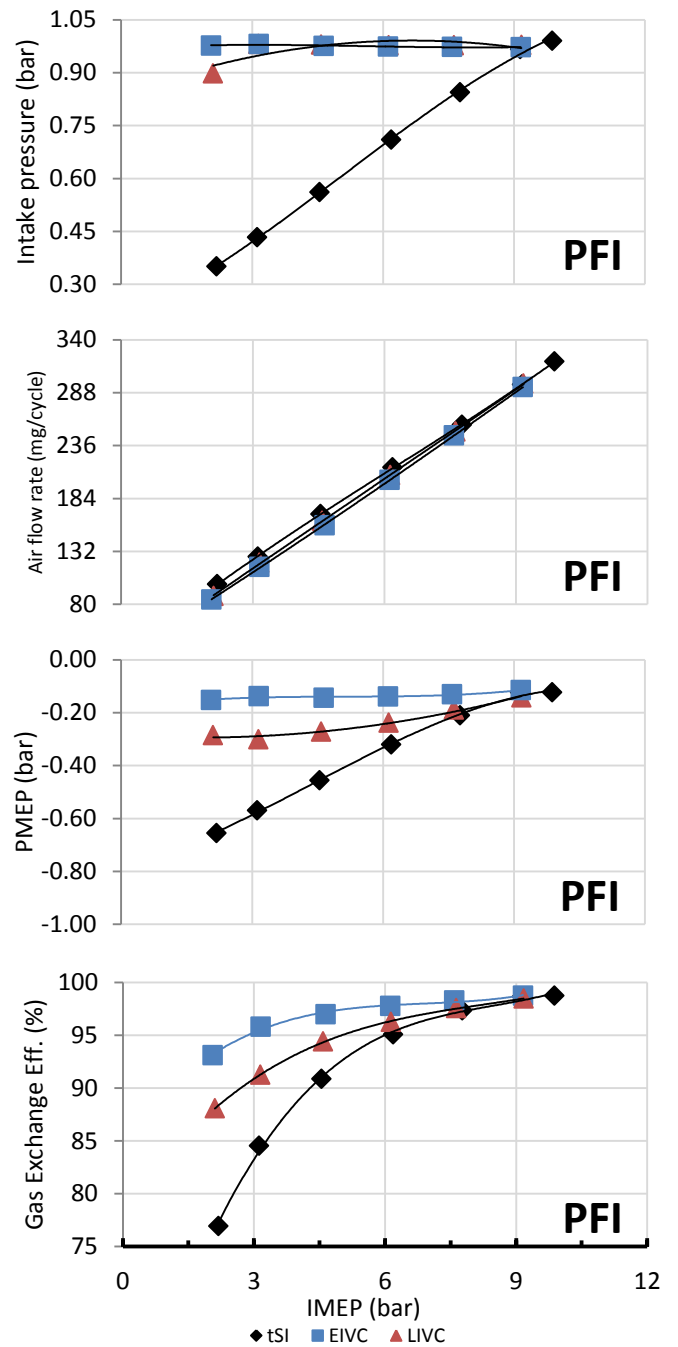 1.05
0.90
0.75
0.60
0.45
0.30
Intake pressure (bar)
PFI
340
288
236
184
132
80
Air flow rate (mg/cycle)
PFI
0.00
-0.20
-0.40
-0.60
-0.80
-1.00
PMEP (bar)
PFI
100
95
90
85
80
75
Gas Exchange Eff. (%)
PFI
0 3 6 9 12
IMEP (bar)
tSI EIVC LIVC